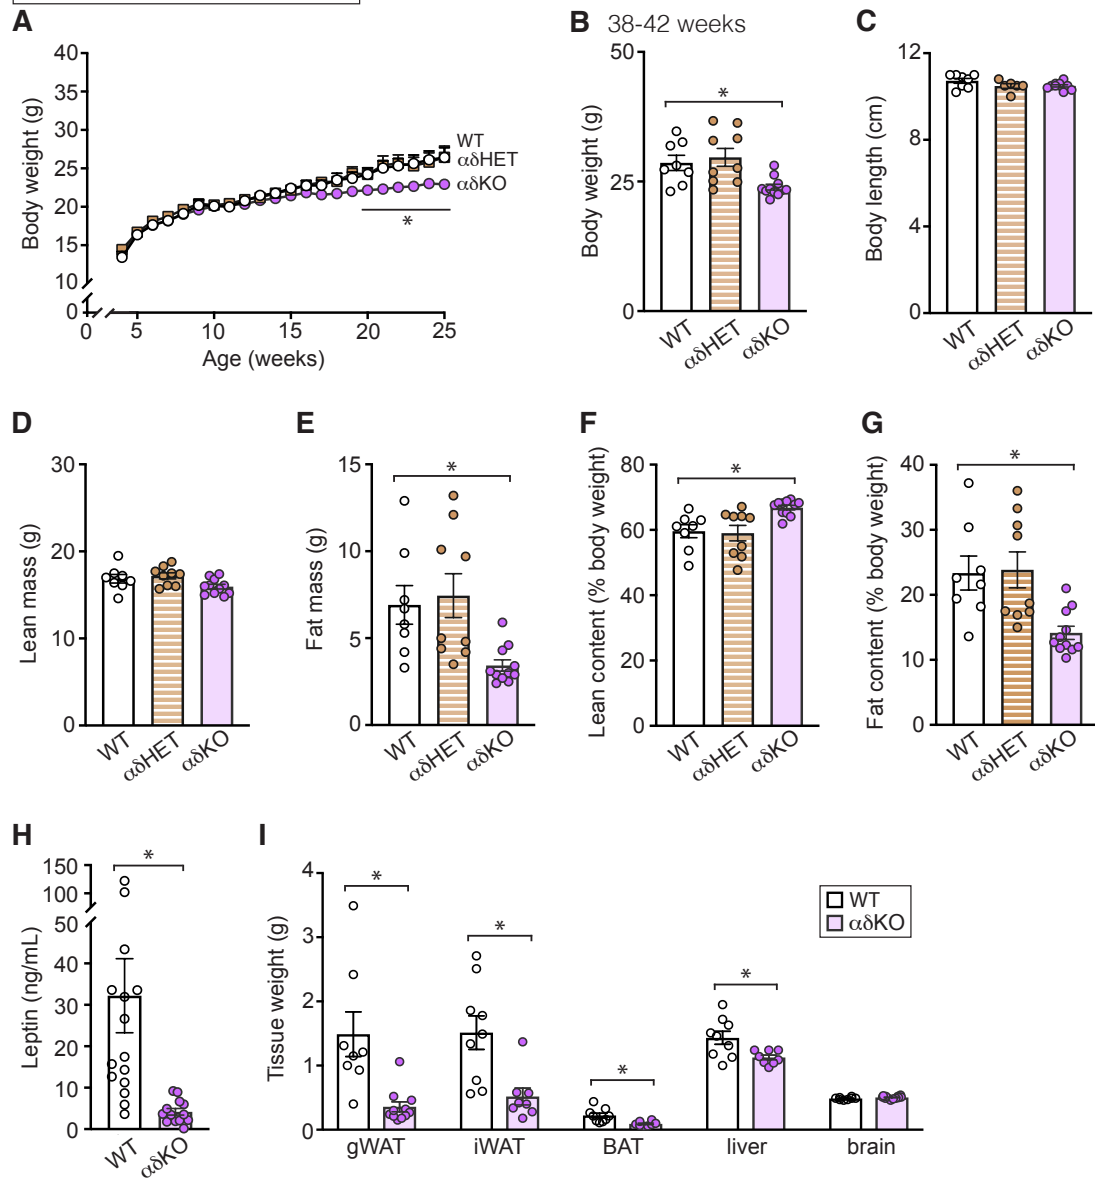 A
Body weight (g)
40
35
30
25
20
15
10
0
WT
αδHET
αδKO
*
0
5
10
15
20
25
Age (weeks)
B 38-42 weeks
Body weight (g)
50
25
0
*
WT
αδHET
αδKO
C
Body length (cm)
12
8
4
0
WT
αδHET
αδKO
D
Lean mass (g)
30
20
10
0
WT
αδHET
αδKO
E
Fat mass (g)
15
10
5
0
*
WT
αδHET
αδKO
F
Lean content (% body weight)
80
60
40
20
0
*
WT
αδHET
αδKO
G
Fat content (% body weight)
40
30
20
10
0
*
WT
αδHET
αδKO
H
Leptin (ng/mL)
150
100
50
40
30
20
10
0
*
WT
αδKO
I
Tissue weight (g)
4
3
2
1
0
*
*
*
*
WT
αδKO
gWAT
iWAT
BAT
liver
brain